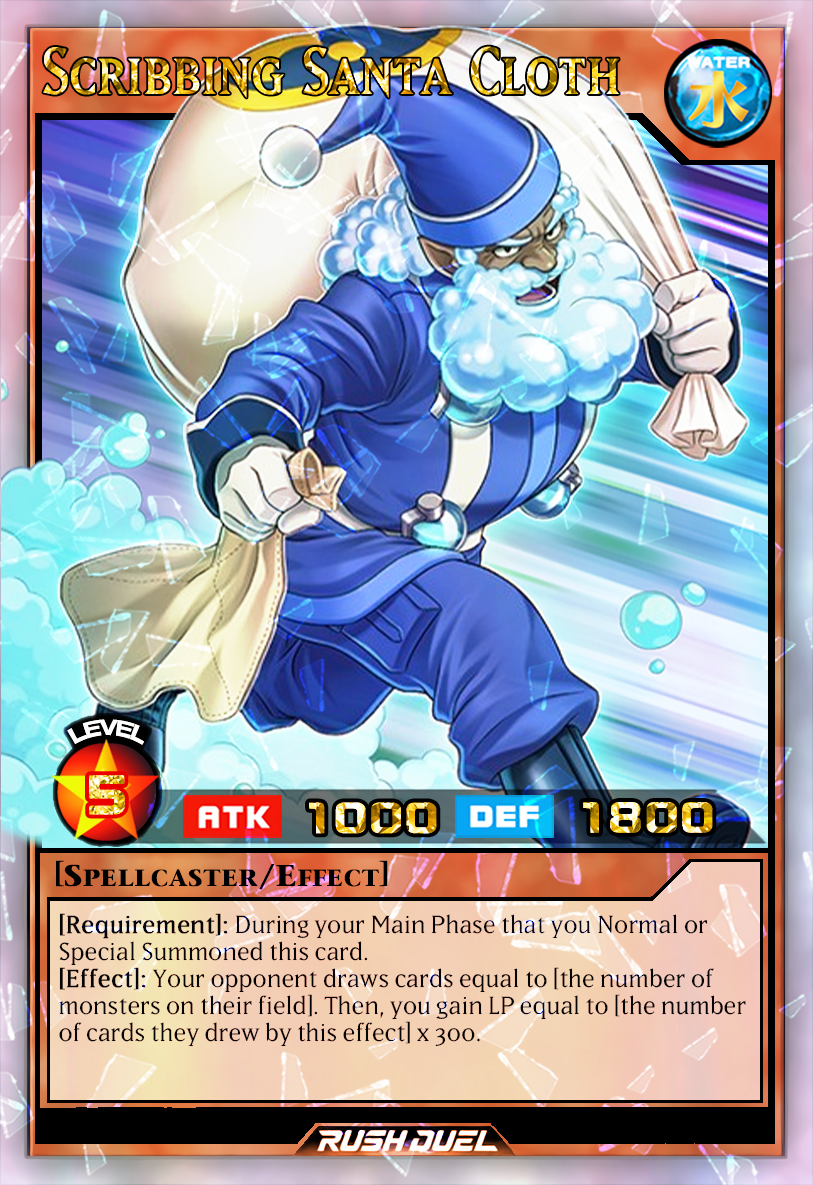 Scribbing Santa Cloth
WATER
水
LEVEL
5
ATK 1000 DEF 1800
[Spellcaster/Effect]
[Requirement]: During your Main Phase that you Normal or
Special Summoned this card.
[Effect]: Your opponent draws cards equal to [the number of
monsters on their field]. Then, you gain LP equal to [the number
of cards they drew by this effect] x 300.
RUSH DUEL